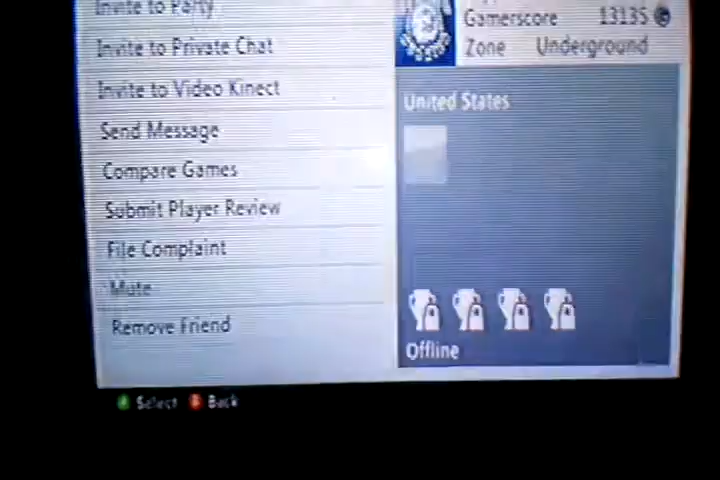 Invite to Party
Gamerscore 13135 G
Invite to Private Chat
Zone Underground
Invite to Video Kinect
United States
Send Message
Compare Games
Submit Player Review
File Complaint
Mute
Remove Friend
Offline
A Select B Back